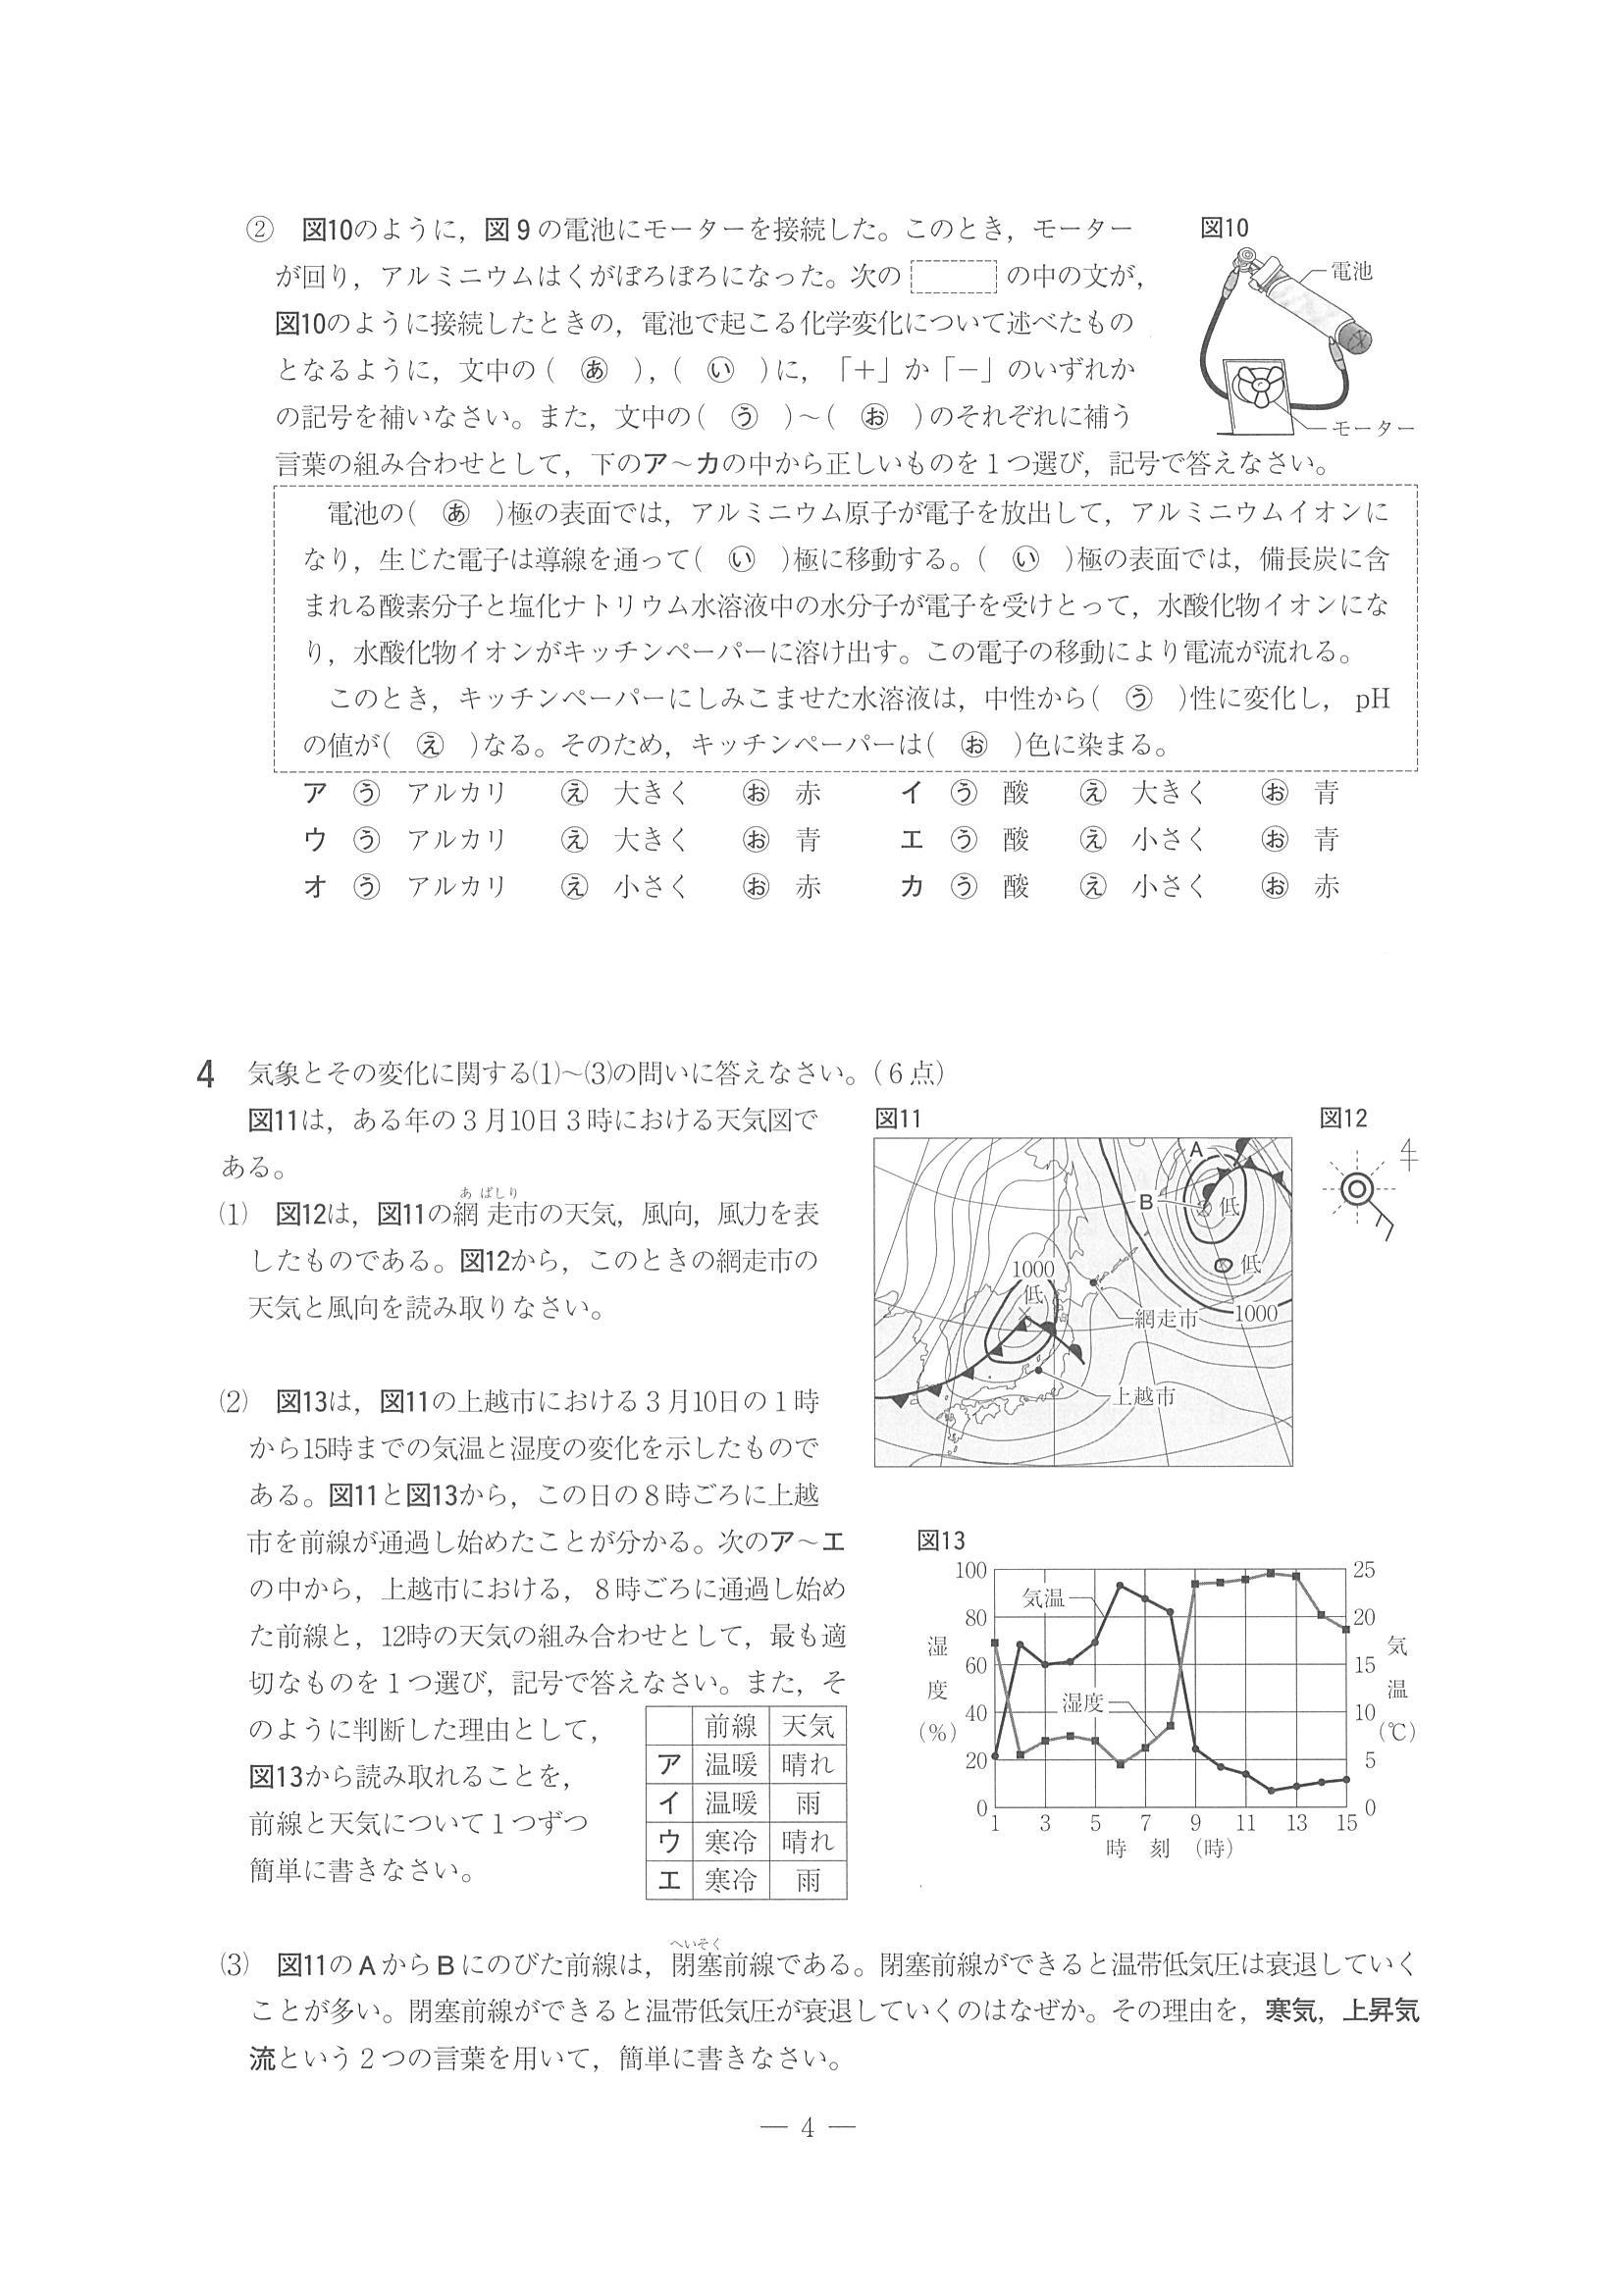 ② 図10のように，図9の電池にモーターを接続した。このとき，モーター
が回り，アルミニウムはくがぼろぼろになった。次の の中の文が，
図10のように接続したときの，電池で起こる化学変化について述べたもの
となるように，文中の( あ )，( い )に，「＋」か「－」のいずれか
の記号を補いなさい。また，文中の( う )～( お )のそれぞれに補う
言葉の組み合わせとして，下のア～カの中から正しいものを1つ選び，記号で答えなさい。
図10
電池
モーター
電池の( あ )極の表面では，アルミニウム原子が電子を放出して，アルミニウムイオンに
なり，生じた電子は導線を通って( い )極に移動する。( い )極の表面では，備長炭に含
まれる酸素分子と塩化ナトリウム水溶液中の水分子が電子を受けとって，水酸化物イオンにな
り，水酸化物イオンがキッチンペーパーに溶け出す。この電子の移動により電流が流れる。
このとき，キッチンペーパーにしみこませた水溶液は，中性から( う )性に変化し，pH
の値が( え )なる。そのため，キッチンペーパーは( お )色に染まる。
ア う アルカリ え 大きく お 赤 イ う 酸 え 大きく お 青
ウ う アルカリ え 大きく お 青 エ う 酸 え 小さく お 青
オ う アルカリ え 小さく お 赤 カ う 酸 え 小さく お 赤
4 気象とその変化に関する(1)～(3)の問いに答えなさい。(6点)
図11は，ある年の3月10日3時における天気図で
ある。
あばしり
(1) 図12は，図11の網走市の天気，風向，風力を表
したものである。図12から，このときの網走市の
天気と風向を読み取りなさい。
図11
A
B
低
低
1000
低
網走市
1000
上越市
図12
(2) 図13は，図11の上越市における3月10日の1時
から15時までの気温と湿度の変化を示したもので
ある。図11と図13から，この日の8時ごろに上越
市を前線が通過し始めたことが分かる。次のア～エ
の中から，上越市における，8時ごろに通過し始め
た前線と，12時の天気の組み合わせとして，最も適
切なものを1つ選び，記号で答えなさい。また，そ
のように判断した理由として，
図13から読み取れることを，
前線と天気について1つずつ
簡単に書きなさい。
前線 天気
ア 温暖 晴れ
イ 温暖 雨
ウ 寒冷 晴れ
エ 寒冷 雨
図13
100 25
気温
80 20
湿度(%)
60 15
気温(℃)
湿度
40 10
20 5
0 0
1 3 5 7 9 11 13 15
時 刻 (時)
へいそく
(3) 図11のAからBにのびた前線は，閉塞前線である。閉塞前線ができると温帯低気圧は衰退していく
ことが多い。閉塞前線ができると温帯低気圧が衰退していくのはなぜか。その理由を，寒気，上昇気
流という2つの言葉を用いて，簡単に書きなさい。
— 4 —